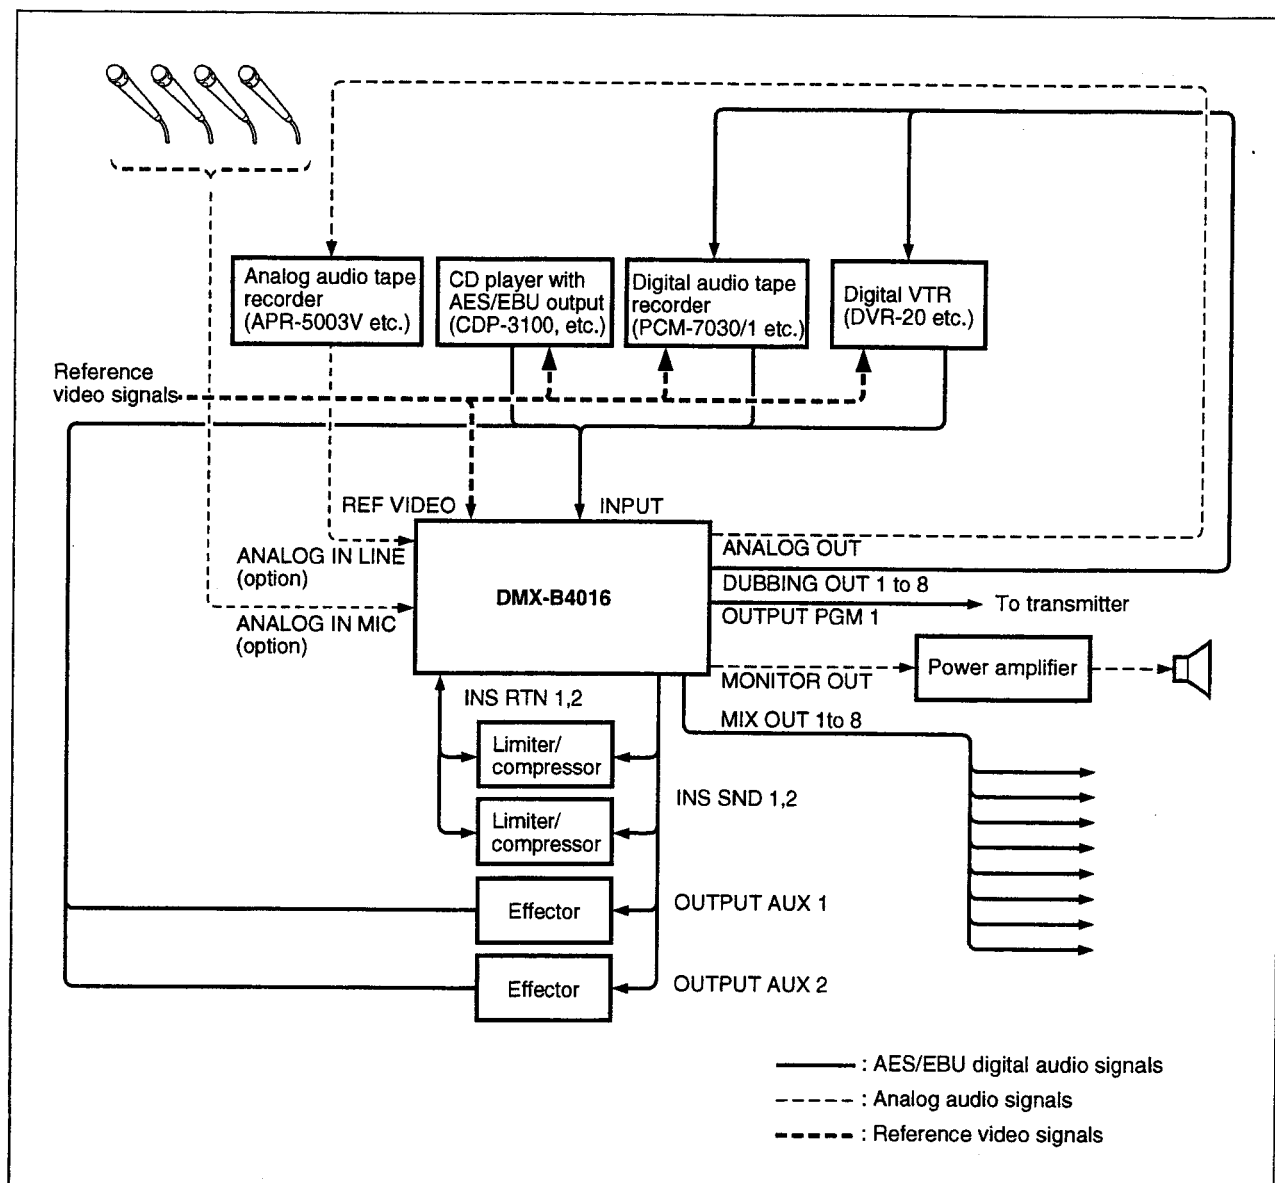 Analog audio tape
recorder
(APR-5003V etc.)
CD player with
AES/EBU output
(CDP-3100, etc.)
Digital audio tape
recorder
(PCM-7030/1 etc.)
Digital VTR
(DVR-20 etc.)
Reference
video signals
REF VIDEO
INPUT
ANALOG IN LINE
(option)
ANALOG IN MIC
(option)
DMX-B4016
ANALOG OUT
DUBBING OUT 1 to 8
OUTPUT PGM 1
To transmitter
MONITOR OUT
Power amplifier
MIX OUT 1to 8
INS RTN 1,2
Limiter/
compressor
INS SND 1,2
Limiter/
compressor
Effector
OUTPUT AUX 1
Effector
OUTPUT AUX 2
: AES/EBU digital audio signals
: Analog audio signals
: Reference video signals